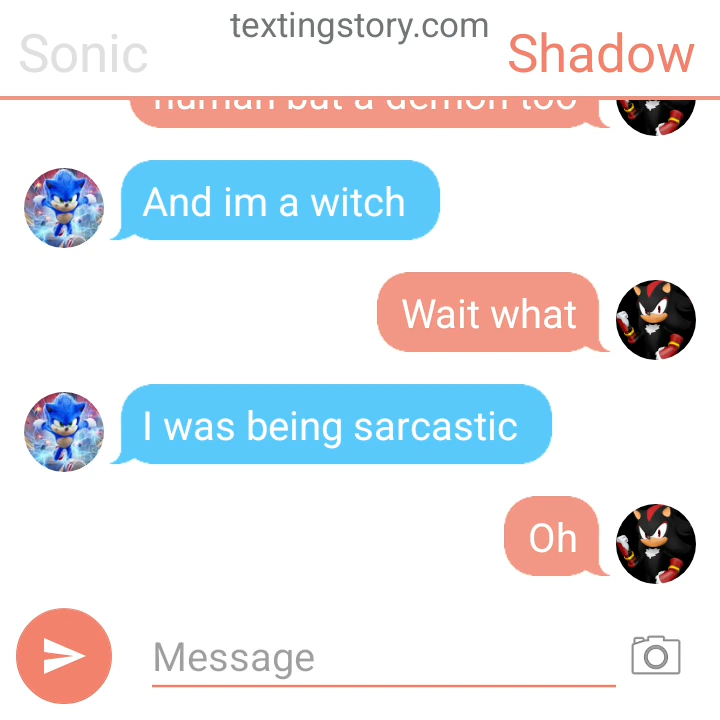 textingstory.com
Sonic
Shadow
human but a demon too
And im a witch
Wait what
I was being sarcastic
Oh
Message